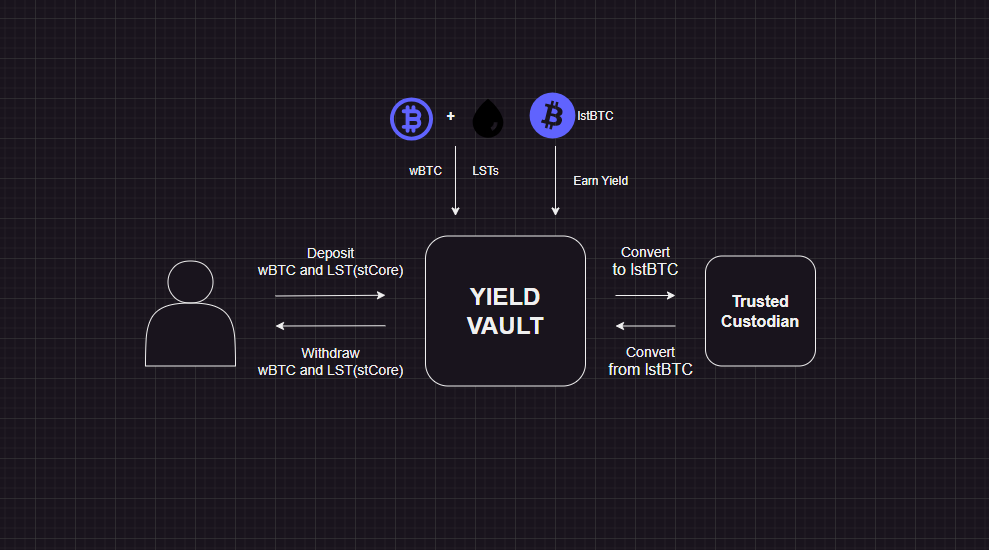 +
lstBTC
wBTC
LSTs
Earn Yield
Deposit
wBTC and LST(stCore)
Withdraw
wBTC and LST(stCore)
YIELD
VAULT
Convert
to lstBTC
Convert
from lstBTC
Trusted
Custodian